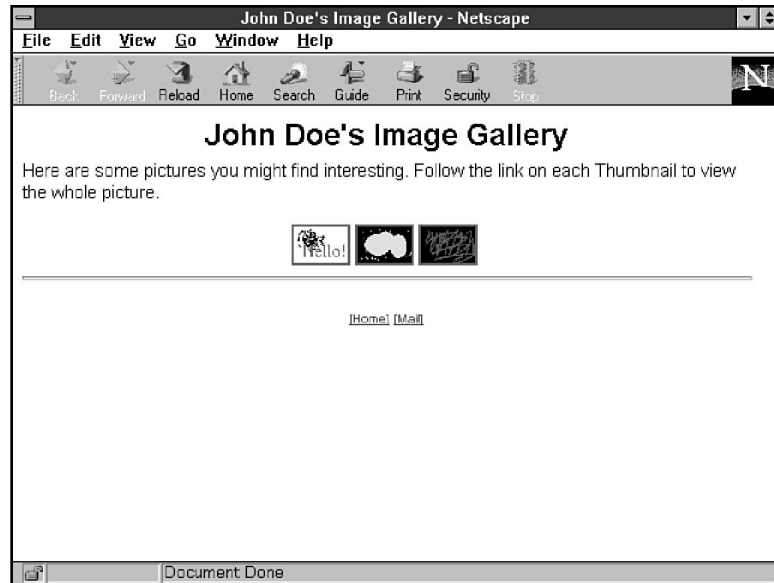 John Doe's Image Gallery - Netscape
File Edit View Go Window Help
Back Forward Reload Home Search Guide Print Security Stop
N
John Doe's Image Gallery
Here are some pictures you might find interesting. Follow the link on each Thumbnail to view
the whole picture.
Hello!
[Home] [Mail]
Document Done